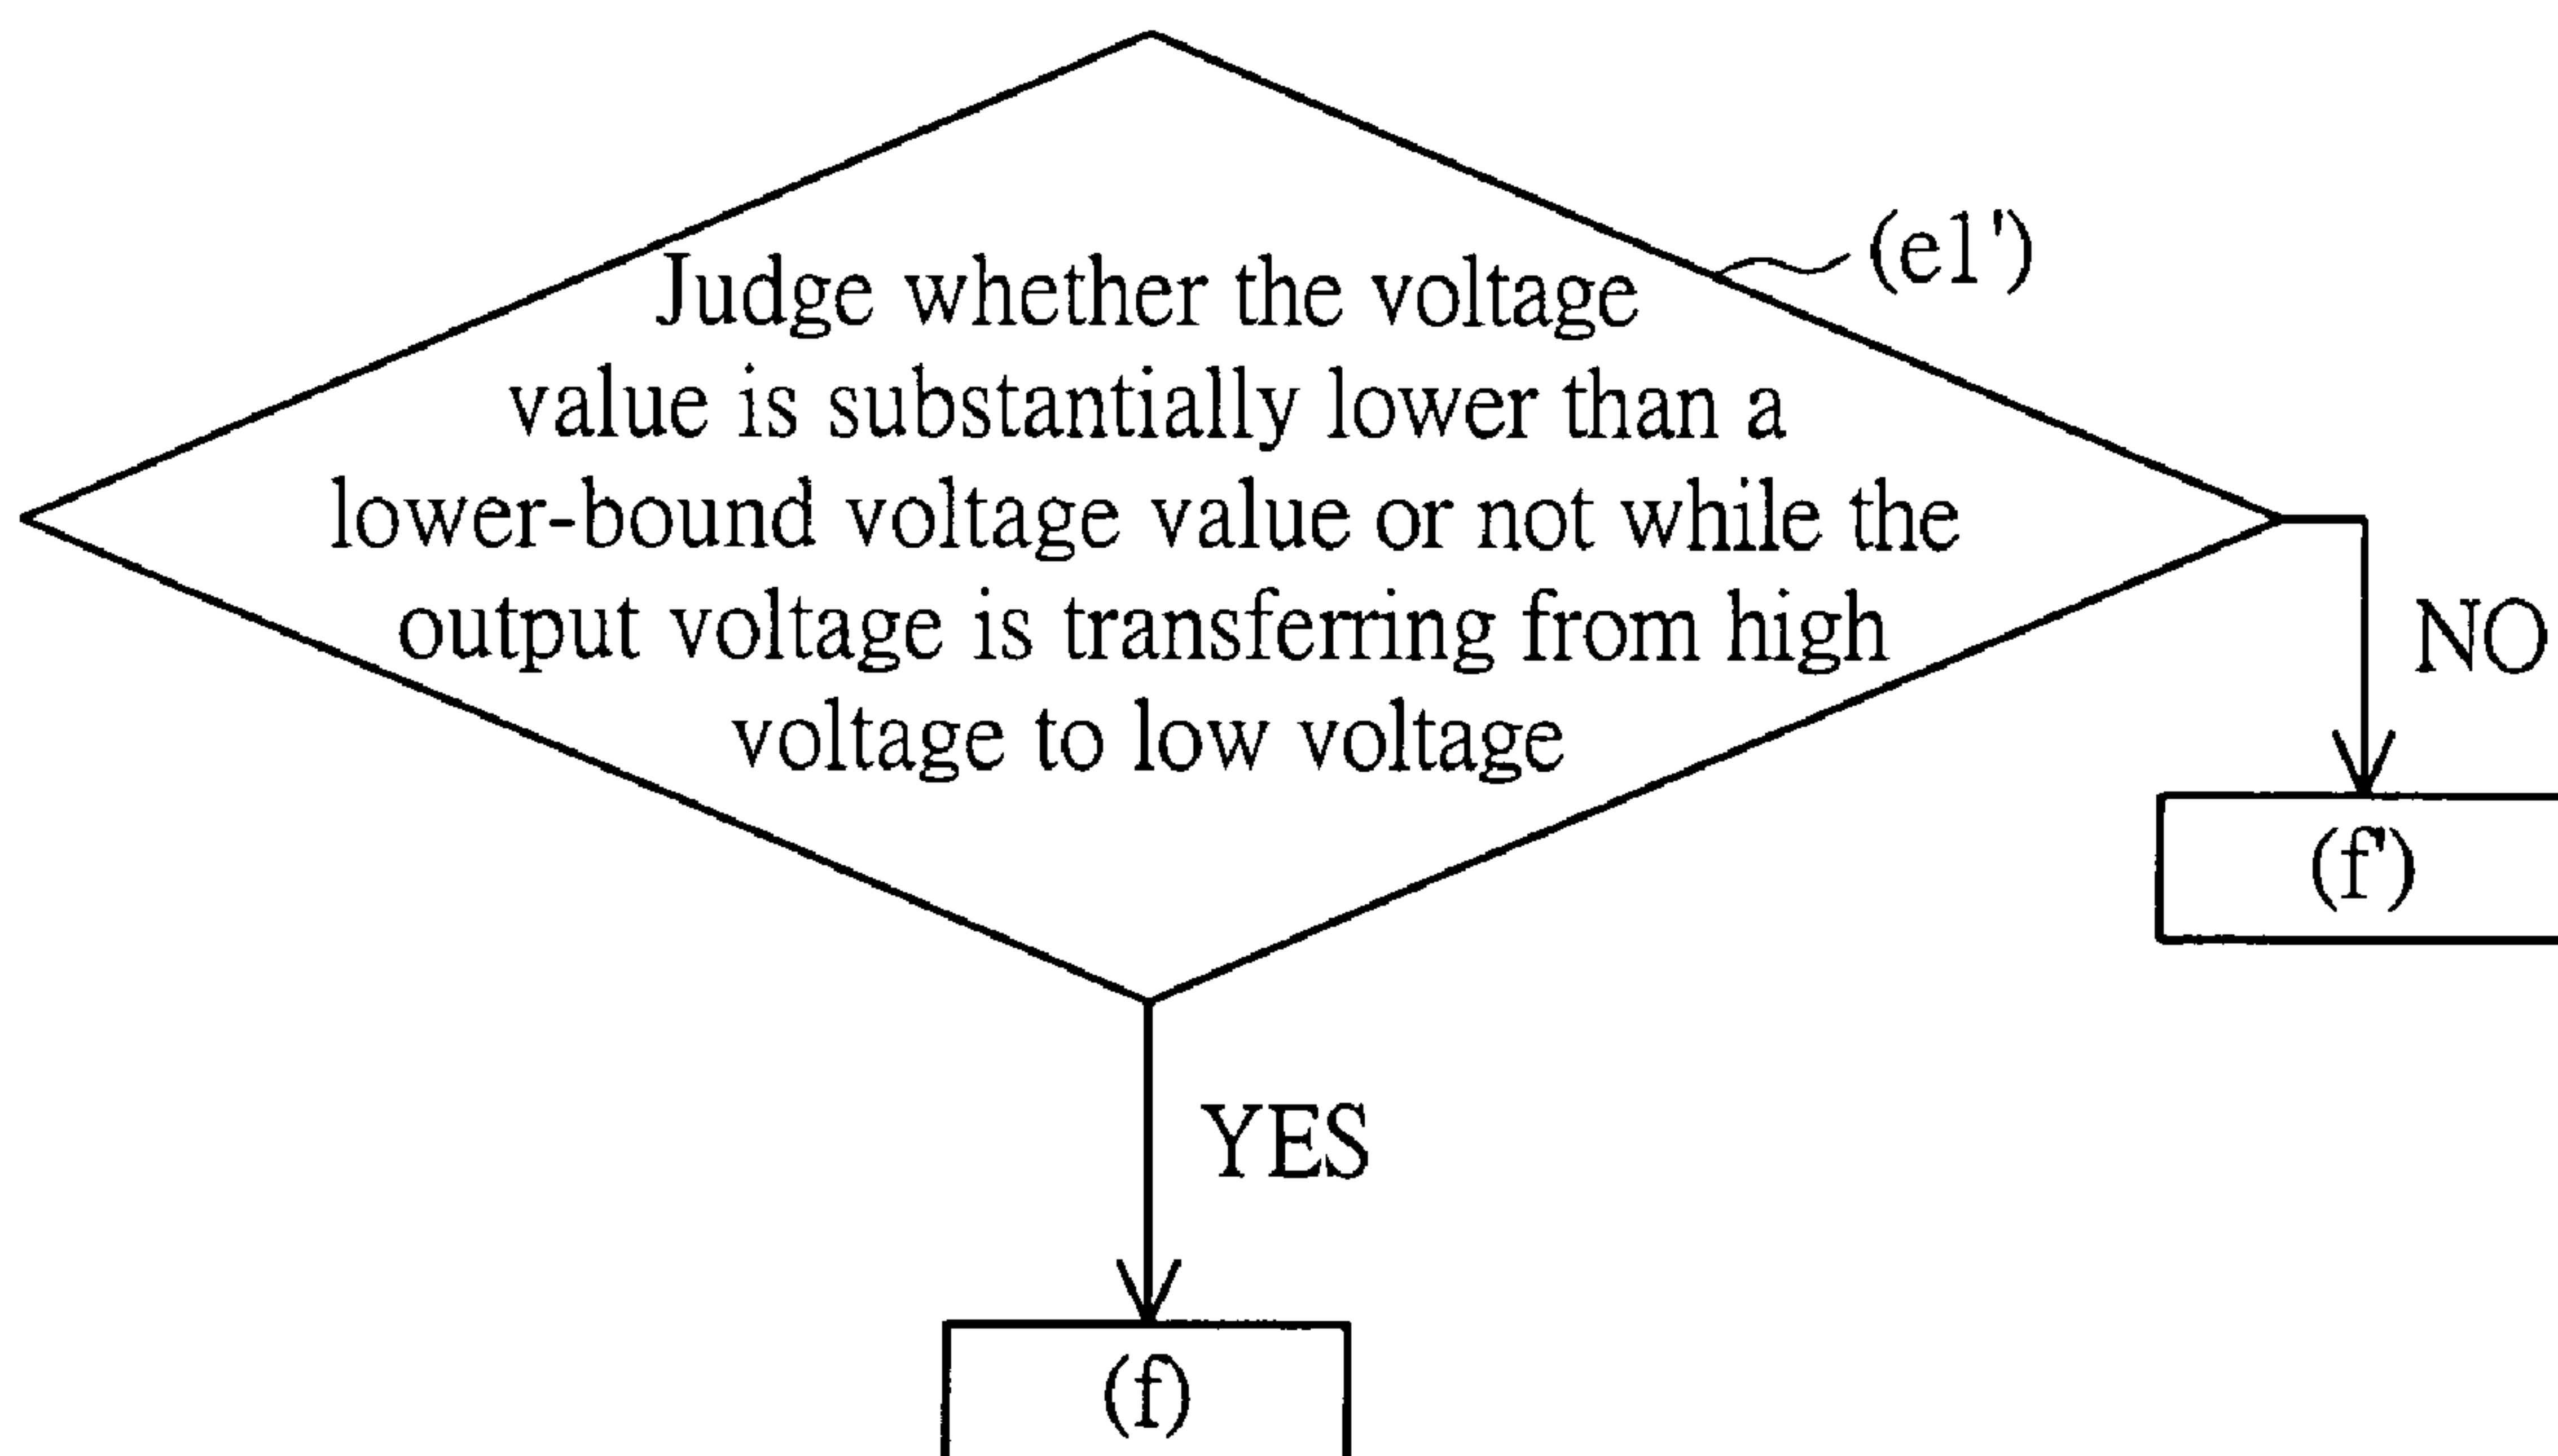 Judge whether the voltage
value is substantially lower than a
lower-bound voltage value or not while the
output voltage is transferring from high
voltage to low voltage
(e1')
NO
(f')
YES
(f)